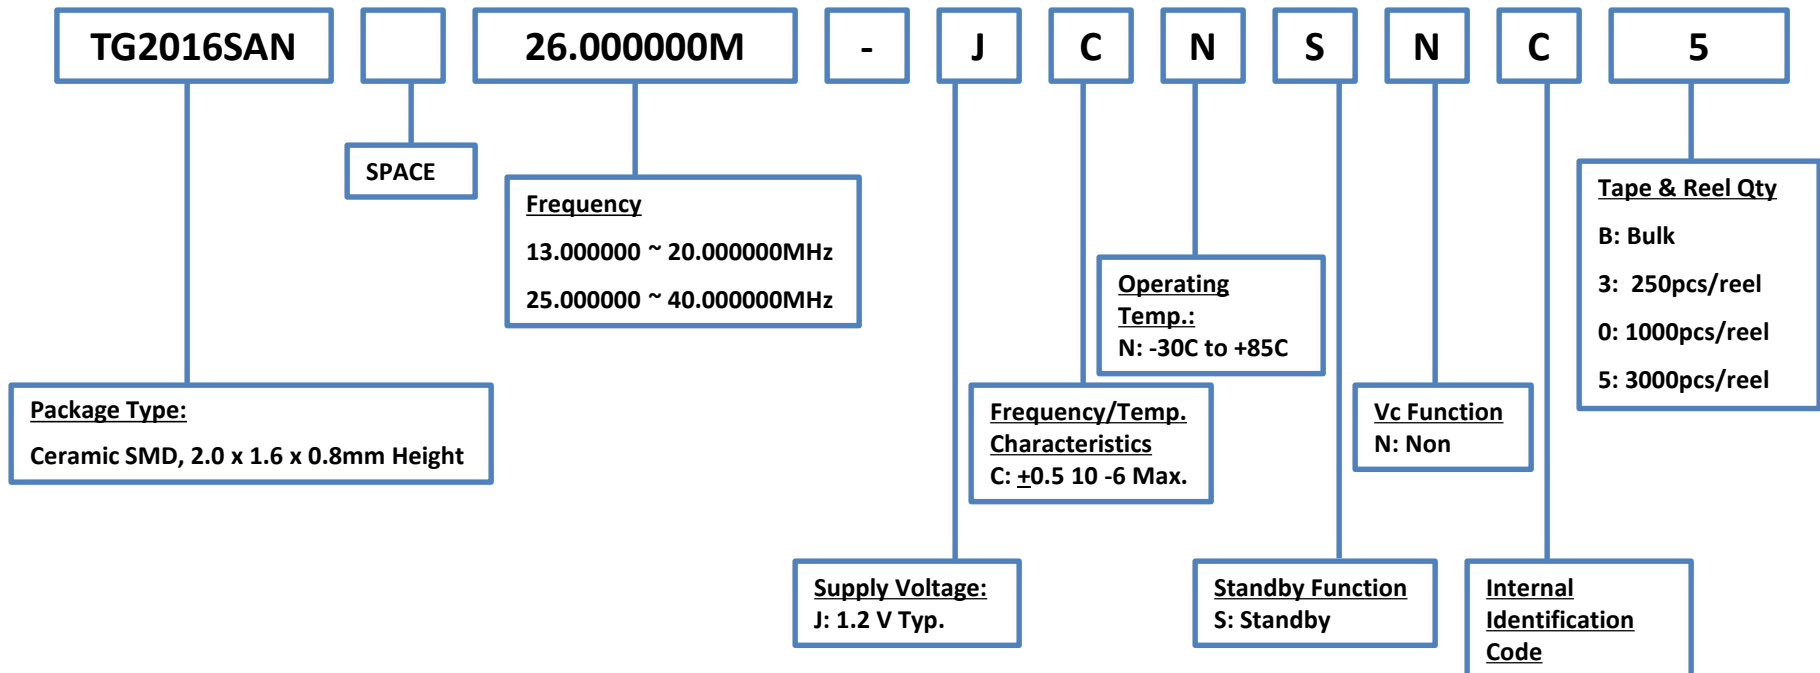 TG2016SAN 26.000000M - J C N S N C 5
SPACE
Frequency
13.000000 ~ 20.000000MHz
25.000000 ~ 40.000000MHz
Tape & Reel Qty
B: Bulk
3: 250pcs/reel
0: 1000pcs/reel
5: 3000pcs/reel
Operating
Temp.:
N: -30C to +85C
Package Type:
Ceramic SMD, 2.0 x 1.6 x 0.8mm Height
Frequency/Temp.
Characteristics
C: ±0.5 10 -6 Max.
Vc Function
N: Non
Supply Voltage:
J: 1.2 V Typ.
Standby Function
S: Standby
Internal
Identification
Code